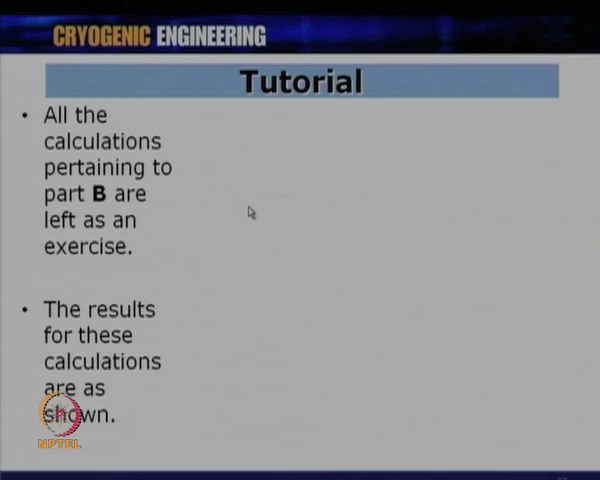 CRYOGENIC ENGINEERING
Tutorial
• All the
calculations
pertaining to
part B are
left as an
exercise.
• The results
for these
calculations
are as
shown.
NPTEL